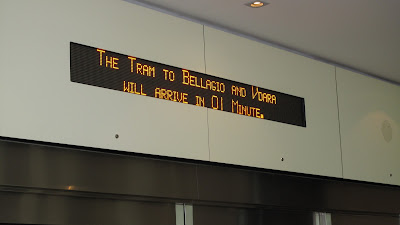 The Tram to Bellagio and Vdara
will arrive in 01 Minute.